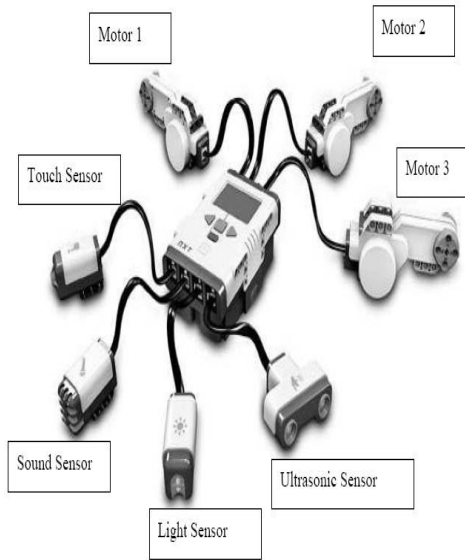 Motor 1
Motor 2
Touch Sensor
Motor 3
NXT
Sound Sensor
Ultrasonic Sensor
Light Sensor